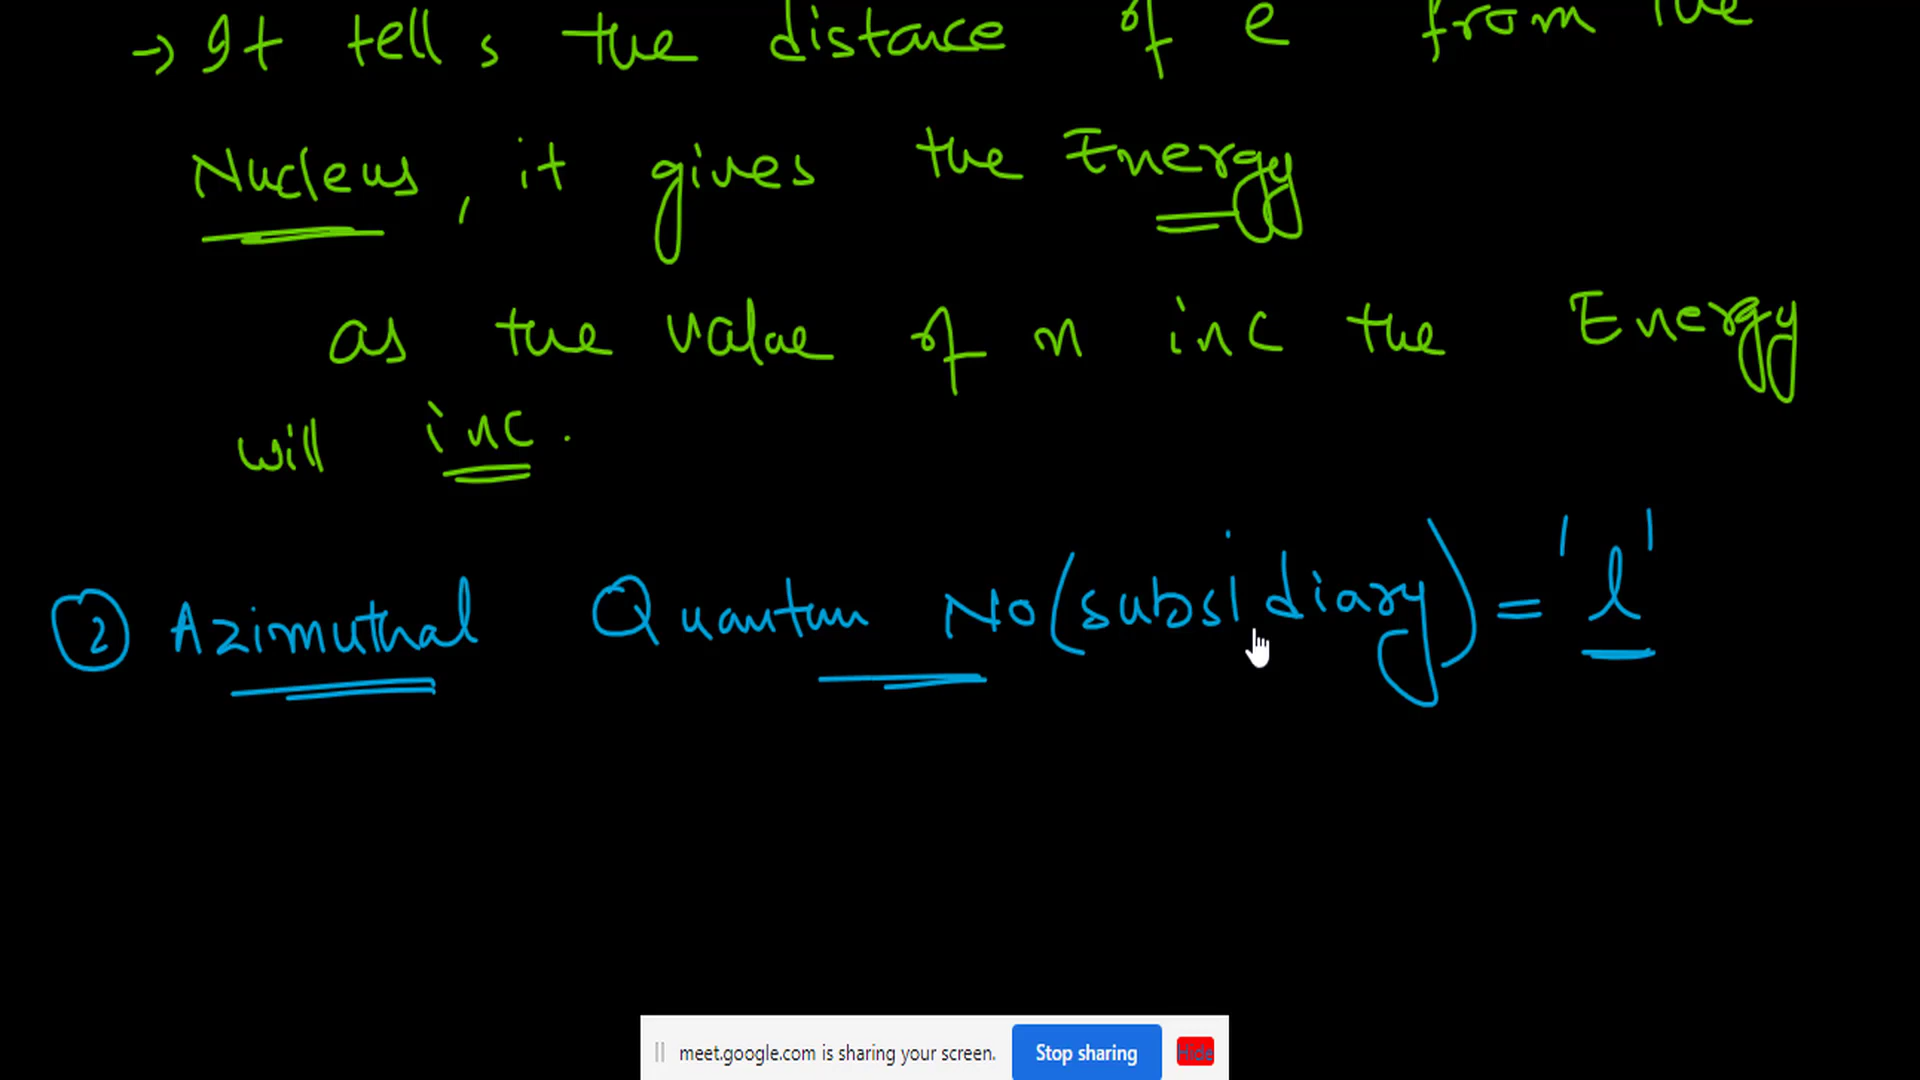 → It tells the distance of e from the
Nucleus, it gives the Energy
as the value of n inc the Energy
will inc.
② Azimuthal Quantum No (subsidiary) = 'l'
meet.google.com is sharing your screen. Stop sharing Hide